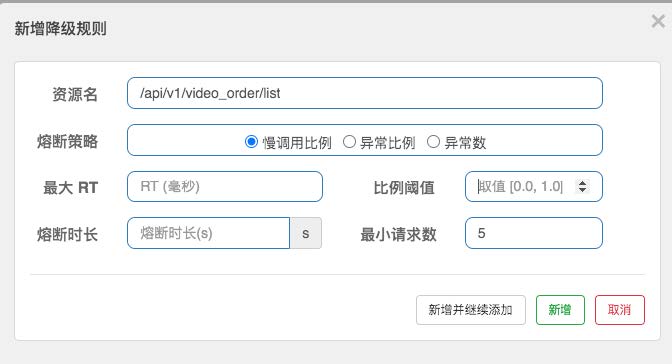 新增降级规则
资源名 /api/v1/video_order/list
熔断策略 慢调用比例 异常比例 异常数
最大 RT RT (毫秒) 比例阈值 取值 [0.0, 1.0]
熔断时长 熔断时长(s) s 最小请求数 5
新增并继续添加 新增 取消